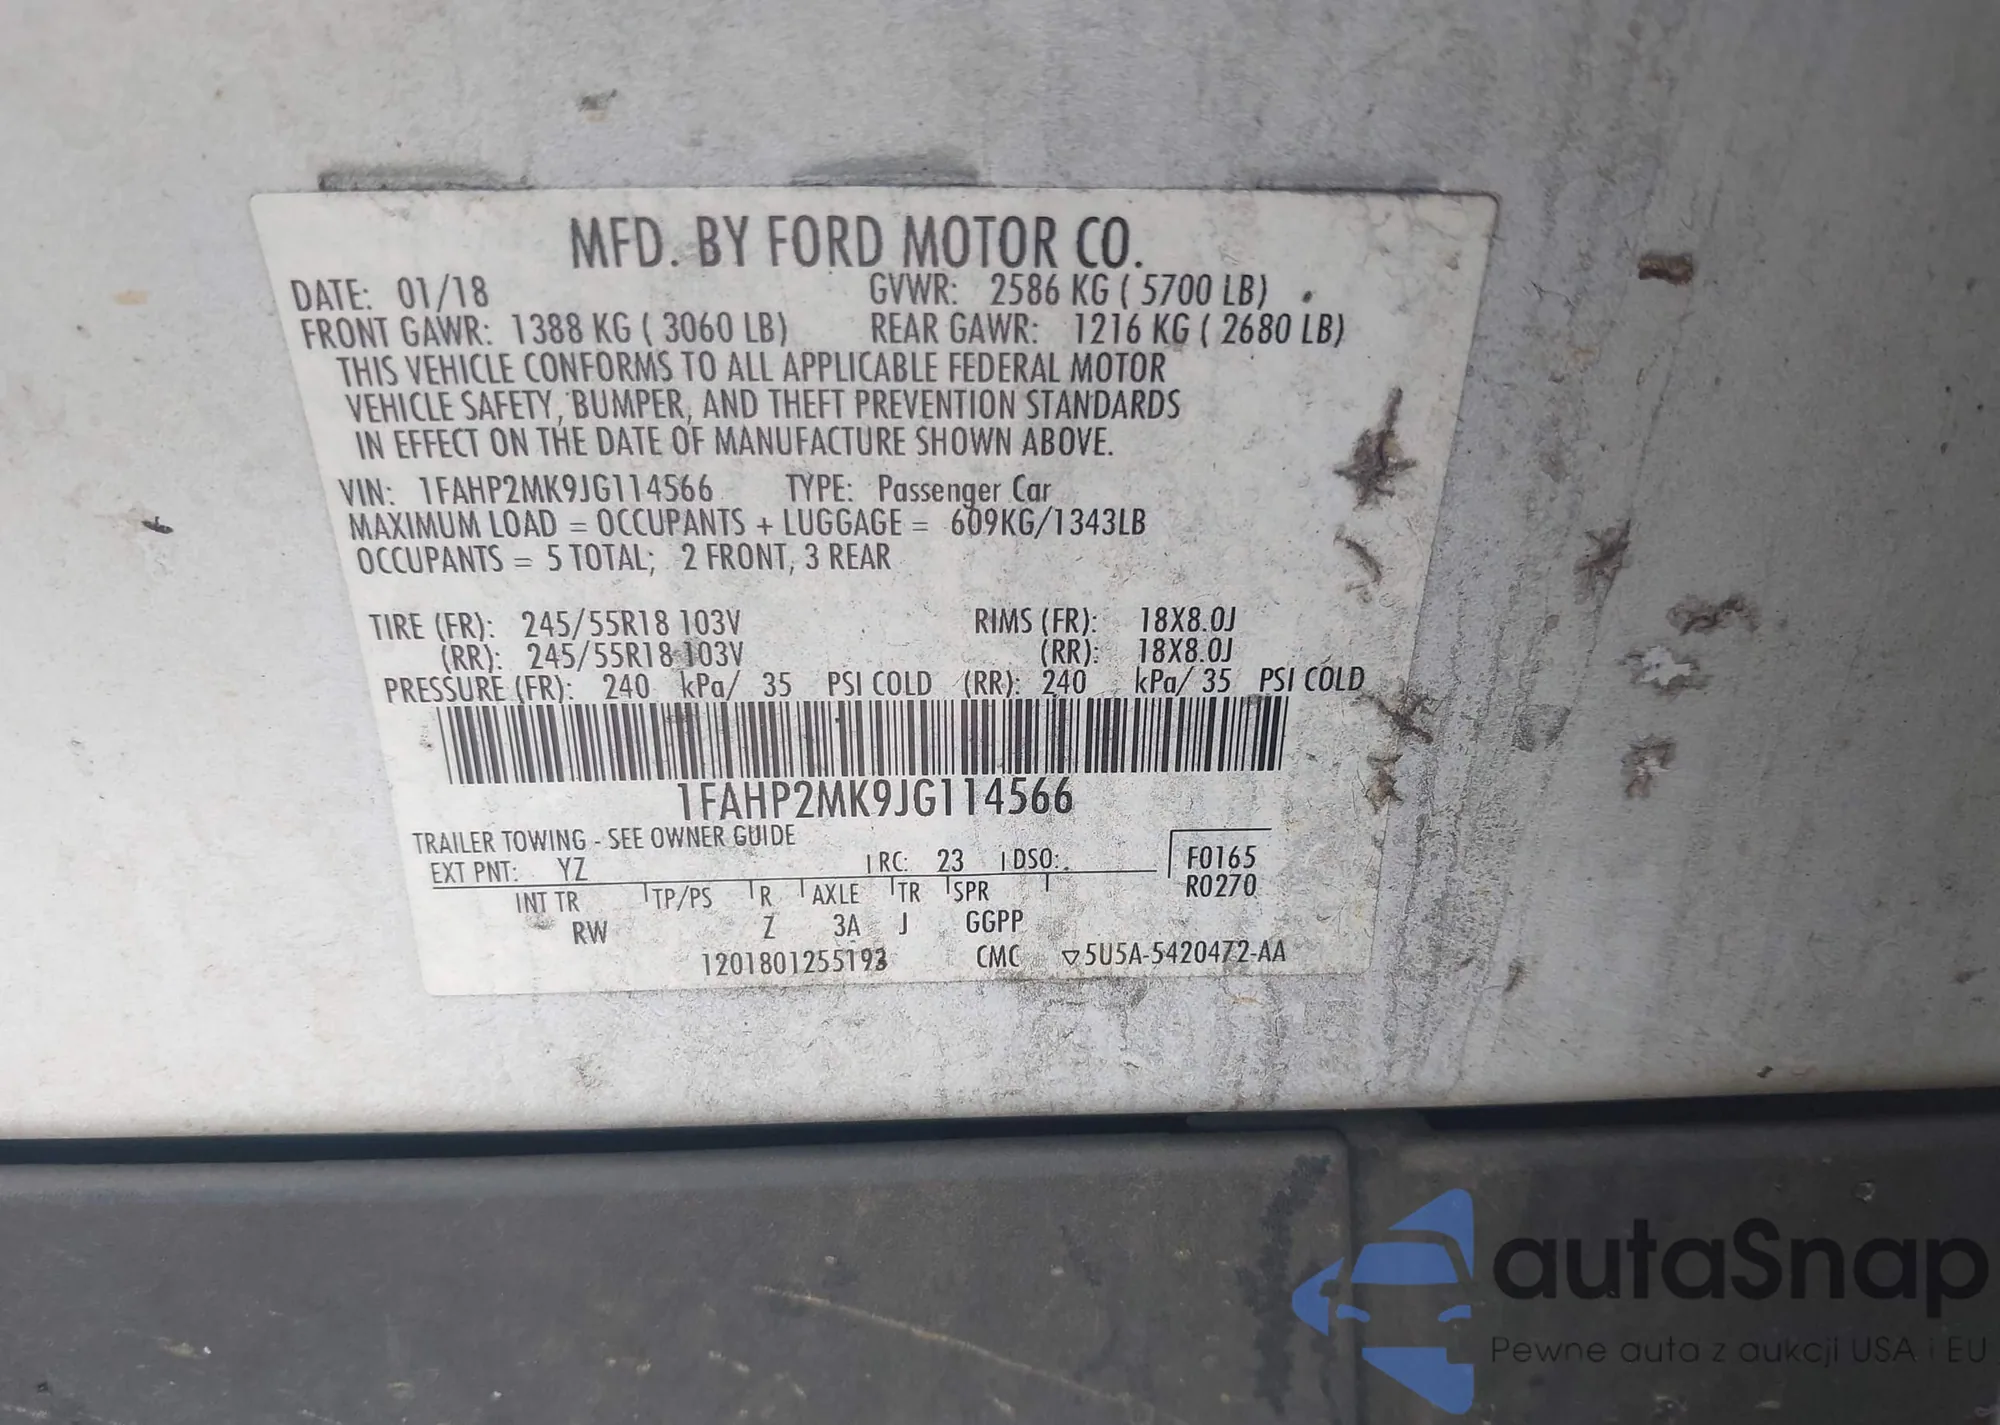 MFD. BY FORD MOTOR CO.
DATE: 01/18 GVWR: 2586 KG ( 5700 LB)
FRONT GAWR: 1388 KG ( 3060 LB) REAR GAWR: 1216 KG ( 2680 LB)
THIS VEHICLE CONFORMS TO ALL APPLICABLE FEDERAL MOTOR
VEHICLE SAFETY, BUMPER, AND THEFT PREVENTION STANDARDS
IN EFFECT ON THE DATE OF MANUFACTURE SHOWN ABOVE.
VIN: 1FAHP2MK9JG114566 TYPE: Passenger Car
MAXIMUM LOAD = OCCUPANTS + LUGGAGE = 609KG/1343LB
OCCUPANTS = 5 TOTAL; 2 FRONT, 3 REAR
TIRE (FR): 245/55R18 103V RIMS (FR): 18X8.0J
(RR): 245/55R18 103V (RR): 18X8.0J
PRESSURE (FR): 240 kPa/ 35 PSI COLD (RR): 240 kPa/ 35 PSI COLD
1FAHP2MK9JG114566
TRAILER TOWING - SEE OWNER GUIDE
EXT PNT: YZ RC: 23 DSO: F0165
INT TR TP/PS R AXLE TR SPR R0270
RW Z 3A J GGPP
1201801255193 CMC ▽5U5A-5420472-AA
autaSnap
Pewne auta z aukcji USA i EU